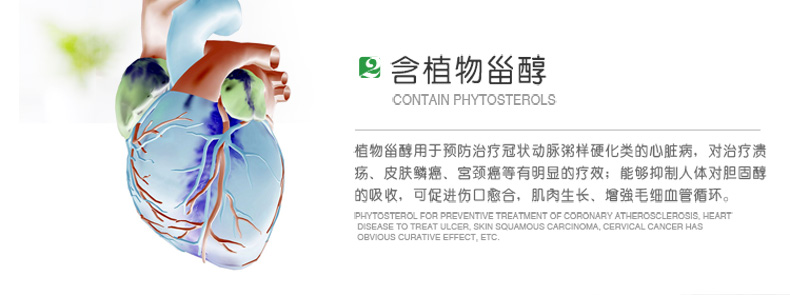 2
含植物甾醇
CONTAIN PHYTOSTEROLS
植物甾醇用于预防治疗冠状动脉粥样硬化类的心脏病，对治疗溃
疡、皮肤鳞癌、宫颈癌等有明显的疗效；能够抑制人体对胆固醇
的吸收，可促进伤口愈合，肌肉生长、增強毛细血管循环。
PHYTOSTEROL FOR PREVENTIVE TREATMENT OF CORONARY ATHEROSCLEROSIS, HEART
DISEASE TO TREAT ULCER, SKIN SQUAMOUS CARCINOMA, CERVICAL CANCER HAS
OBVIOUS CURATIVE EFFECT, ETC.